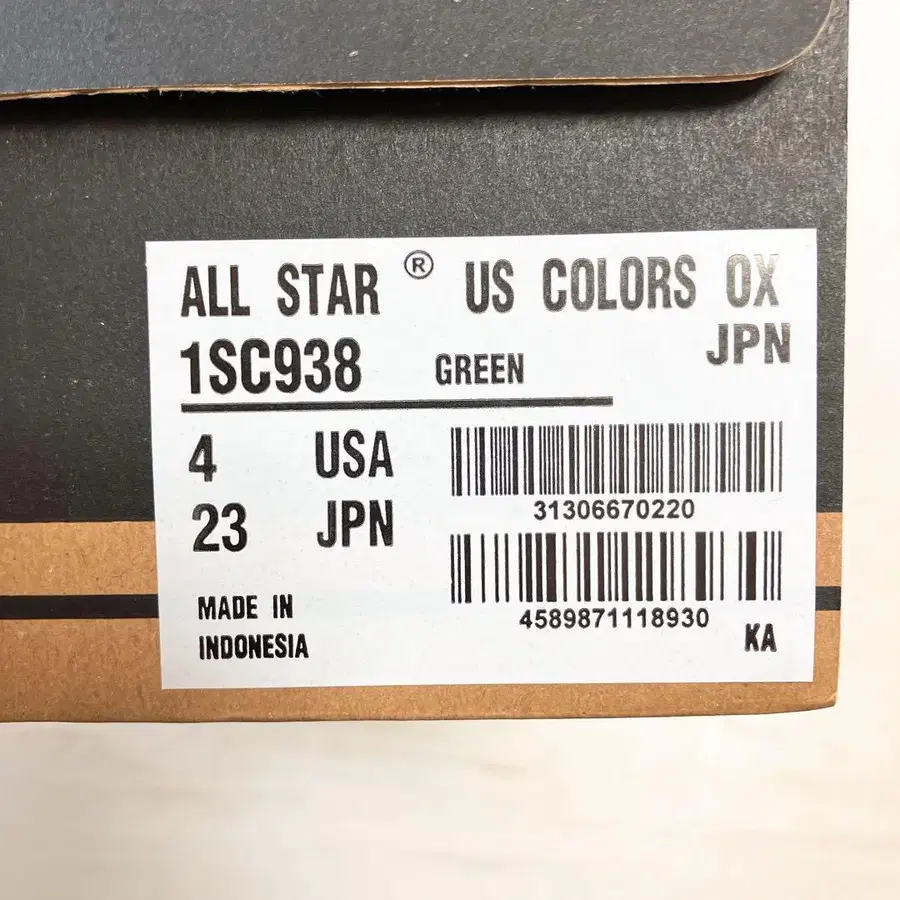 ALL STAR ® US COLORS OX
JPN
1SC938 GREEN
4 USA
23 JPN
31306670220
4589871118930
MADE IN
INDONESIA
KA